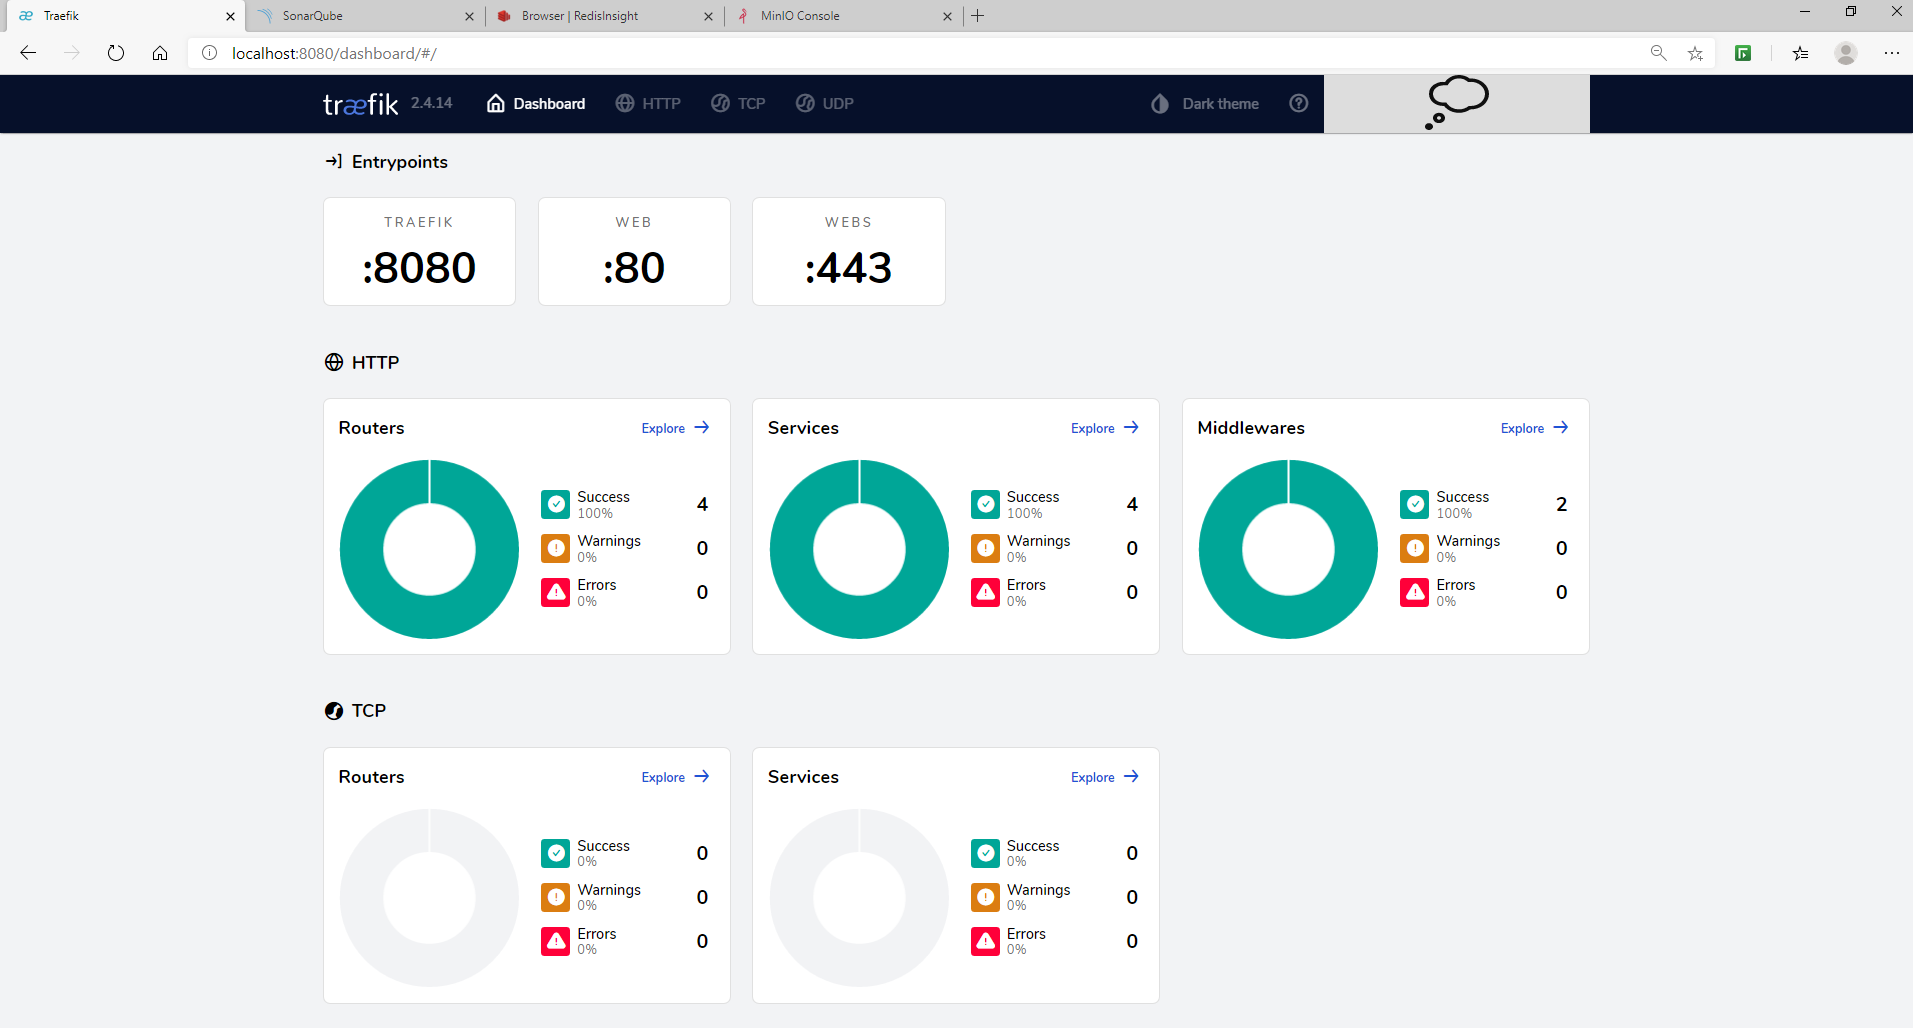 Traefik
SonarQube
Browser | RedisInsight
MinIO Console
localhost:8080/dashboard/#/
træfik 2.4.14 Dashboard HTTP TCP UDP Dark theme
Entrypoints
TRAEFIK
:8080
WEB
:80
WEBS
:443
HTTP
Routers Explore
Success 4
100%
Warnings 0
0%
Errors 0
0%
Services Explore
Success 4
100%
Warnings 0
0%
Errors 0
0%
Middlewares Explore
Success 2
100%
Warnings 0
0%
Errors 0
0%
TCP
Routers Explore
Success 0
0%
Warnings 0
0%
Errors 0
0%
Services Explore
Success 0
0%
Warnings 0
0%
Errors 0
0%